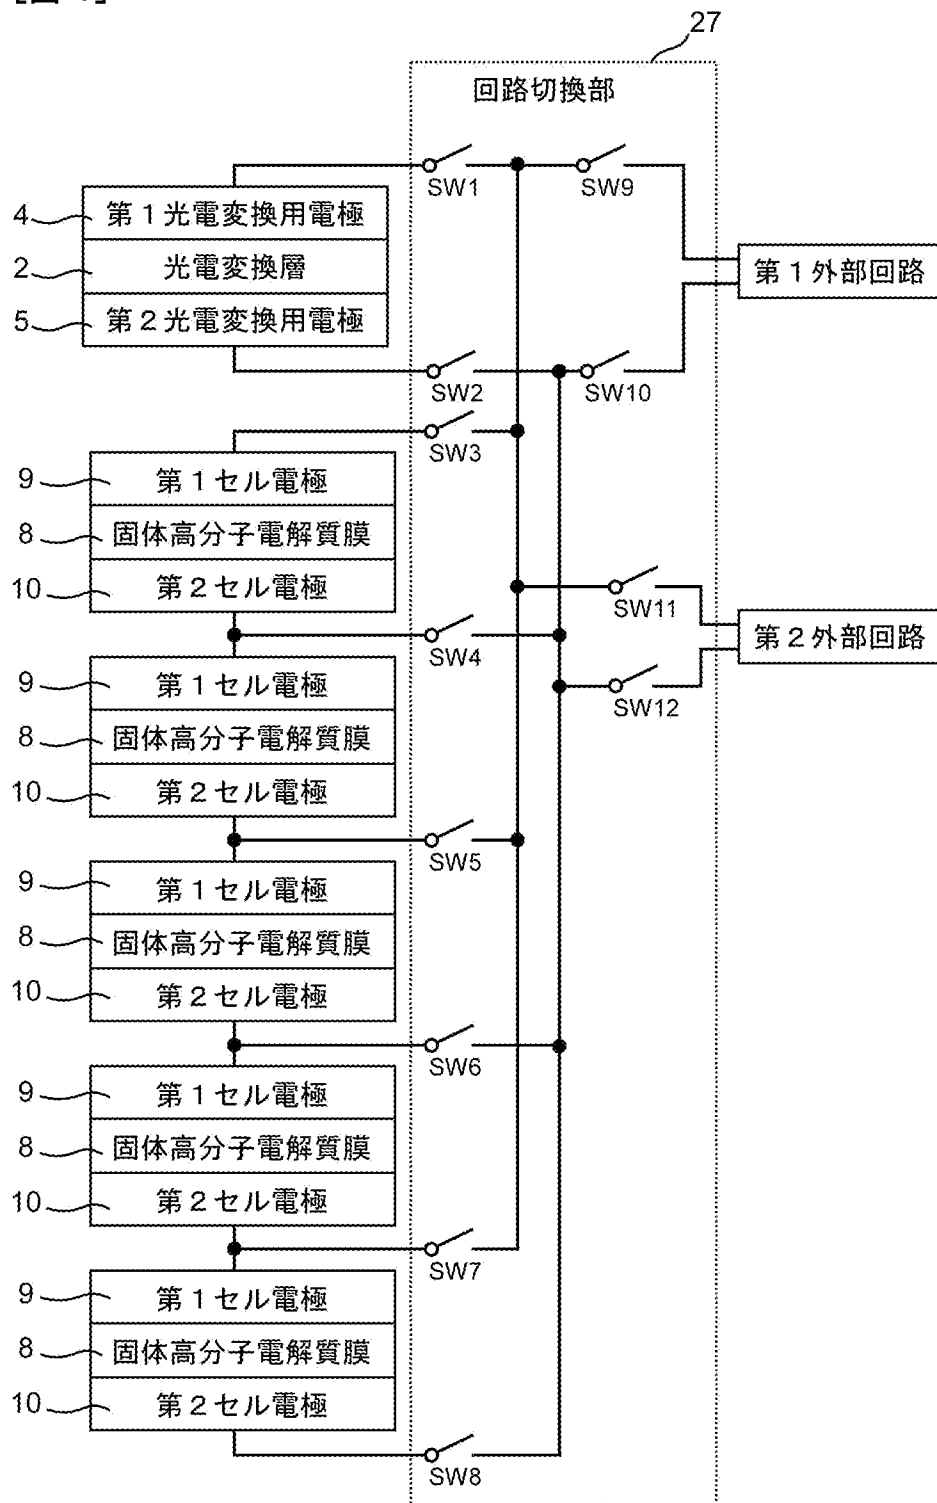 27
回路切換部
SW1
SW9
4
第1光電変換用電極
2
光電変換層
第1外部回路
5
第2光電変換用電極
SW2
SW10
SW3
9
第1セル電極
8
固体高分子電解質膜
10
第2セル電極
SW11
SW4
第2外部回路
9
第1セル電極
SW12
8
固体高分子電解質膜
10
第2セル電極
SW5
9
第1セル電極
8
固体高分子電解質膜
10
第2セル電極
SW6
9
第1セル電極
8
固体高分子電解質膜
10
第2セル電極
SW7
9
第1セル電極
8
固体高分子電解質膜
10
第2セル電極
SW8